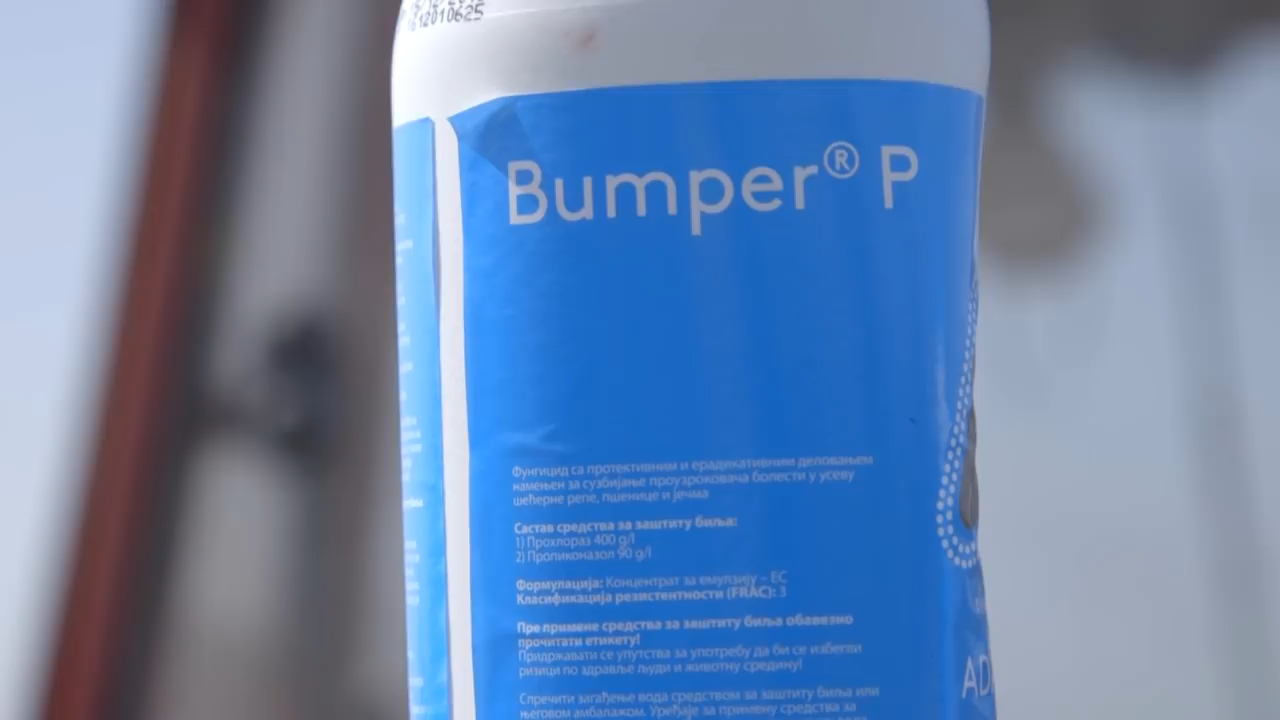 612010625
Bumper® P
Фунгицид са протективним и ерадикативним деловањем
намењен за сузбијање проузроковача болести у усеву
шећерне репе, пшенице и јечма
Састав средства за заштиту биља:
1) Прохлораз 400 g/l
2) Пропиконазол 90 g/l
Формулација: Концентрат за емулзију – EC
Класификација резистентности (FRAC): 3
Пре примене средства за заштиту биља обавезно
прочитати етикету!
Придржавати се упутства за употребу да би се избегли
ризици по здравље људи и животну средину!
Спречити загађење вода средством за заштиту биља или
његовом амбалажом. Уређаје за примену средства за
AD